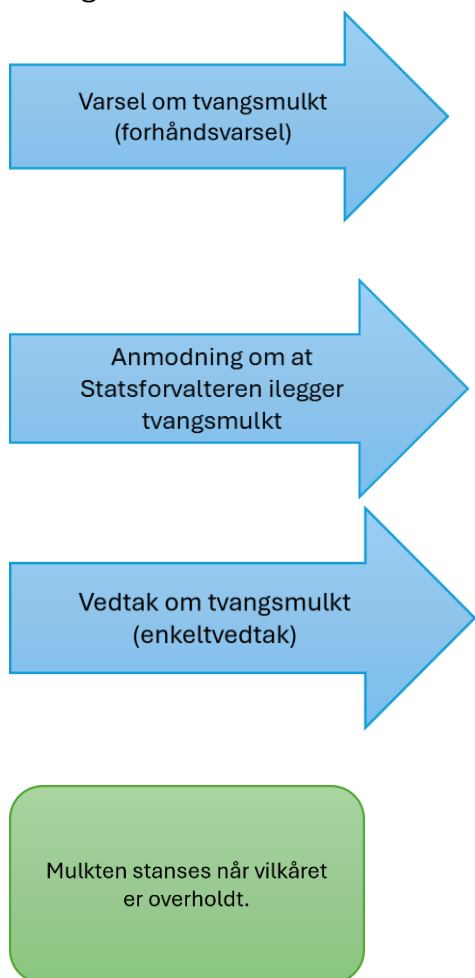 Varsel om tvangsmulkt
(forhåndsvarsel)
Anmodning om at
Statsforvalteren ilegger
tvangsmulkt
Vedtak om tvangsmulkt
(enkeltvedtak)
Mulkten stanses når vilkåret
er overholdt.